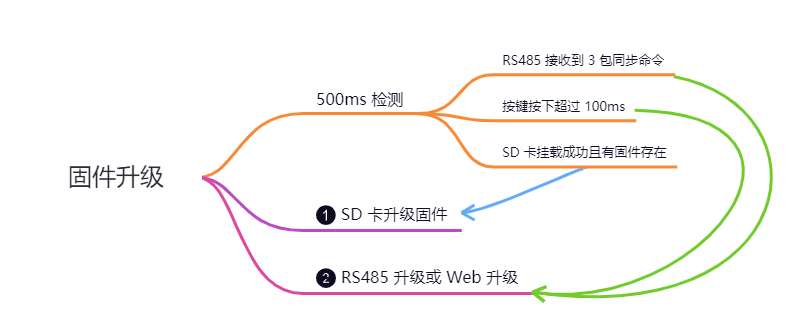 固件升级
500ms 检测
RS485 接收到 3 包同步命令
按键按下超过 100ms
SD 卡挂载成功且有固件存在
1 SD 卡升级固件
2 RS485 升级或 Web 升级